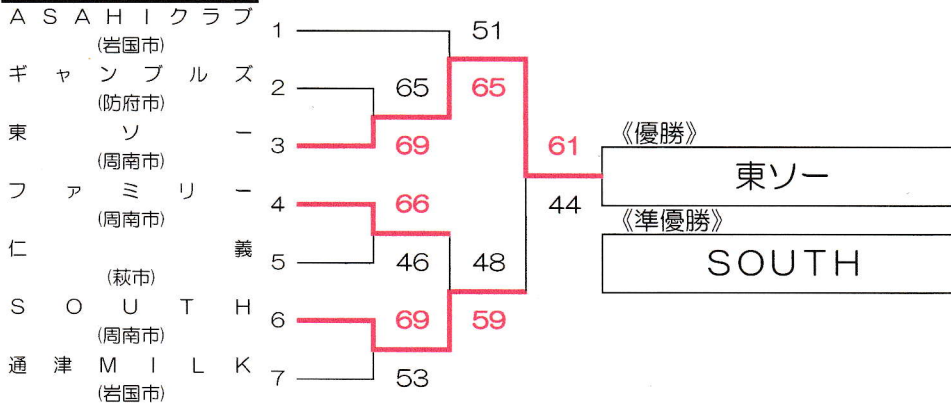 ASAHIクラブ 1
(岩国市)
51
ギャンブルズ 2
(防府市)
65
65
東ソー 3
(周南市)
69
61
《優勝》
東ソー
ファミリー 4
(周南市)
66
44
《準優勝》
SOUTH
仁義 5
(萩市)
46
48
SOUTH 6
(周南市)
69
59
通津MILK 7
(岩国市)
53